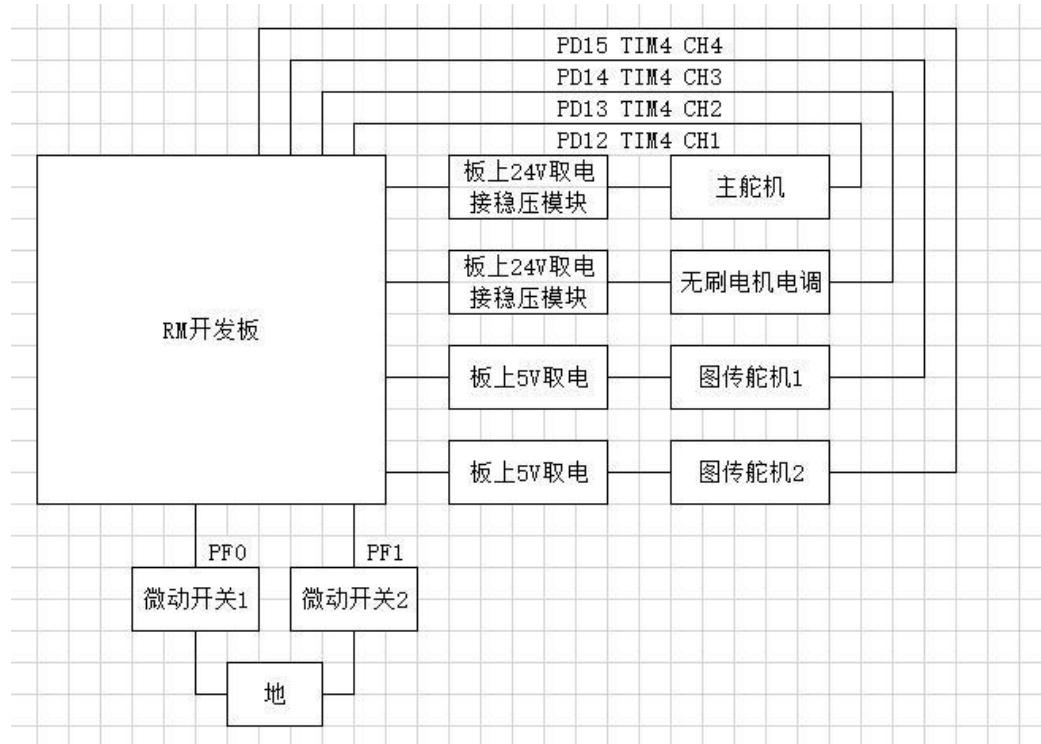 PD15 TIM4 CH4
PD14 TIM4 CH3
PD13 TIM4 CH2
PD12 TIM4 CH1
板上24V取电
接稳压模块
主舵机
板上24V取电
接稳压模块
无刷电机电调
RM开发板
板上5V取电
图传舵机1
板上5V取电
图传舵机2
PF0
PF1
微动开关1
微动开关2
地